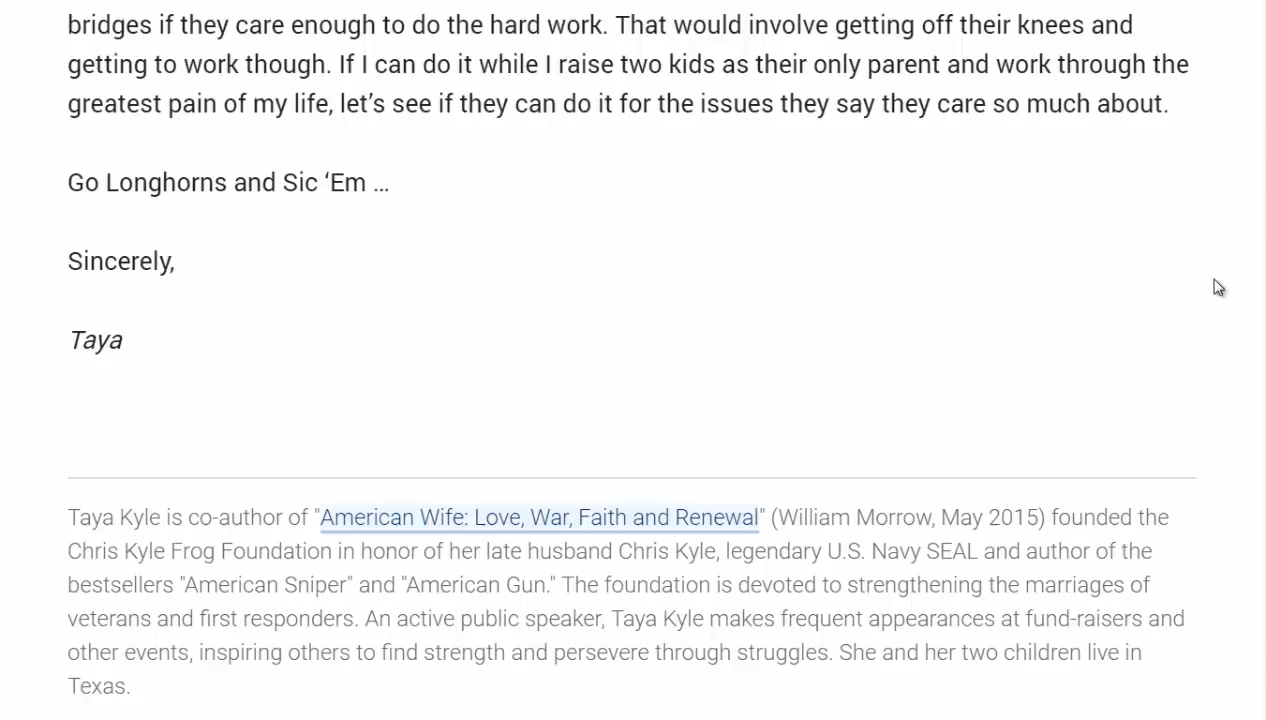 bridges if they care enough to do the hard work. That would involve getting off their knees and
getting to work though. If I can do it while I raise two kids as their only parent and work through the
greatest pain of my life, let’s see if they can do it for the issues they say they care so much about.
Go Longhorns and Sic ‘Em ...
Sincerely,
Taya
Taya Kyle is co-author of "American Wife: Love, War, Faith and Renewal" (William Morrow, May 2015) founded the
Chris Kyle Frog Foundation in honor of her late husband Chris Kyle, legendary U.S. Navy SEAL and author of the
bestsellers "American Sniper" and "American Gun." The foundation is devoted to strengthening the marriages of
veterans and first responders. An active public speaker, Taya Kyle makes frequent appearances at fund-raisers and
other events, inspiring others to find strength and persevere through struggles. She and her two children live in
Texas.